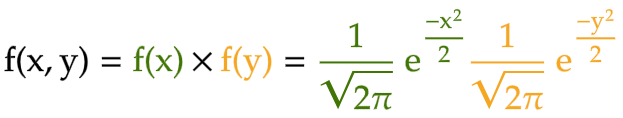 f(x, y) = f(x) × f(y) = 1/√2π e^(-x²/2) 1/√2π e^(-y²/2)